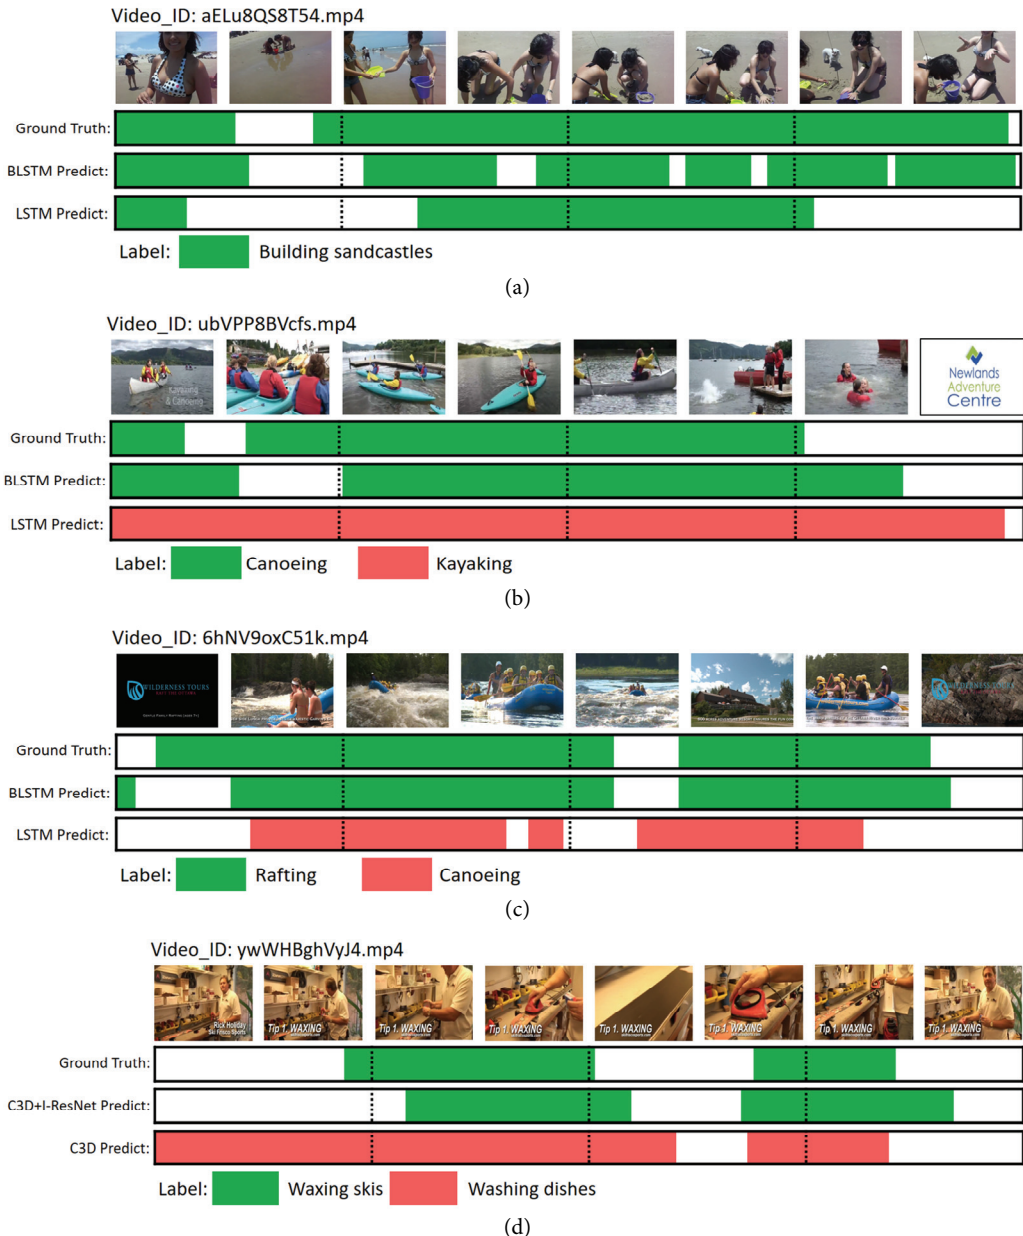 Video_ID: aELu8QS8T54.mp4
Ground Truth:
BLSTM Predict:
LSTM Predict:
Label: Building sandcastles
(a)
Video_ID: ubVPP8BVcfs.mp4
Kayaking
& Canoeing
Newlands
Adventure
Centre
Ground Truth:
BLSTM Predict:
LSTM Predict:
Label: Canoeing Kayaking
(b)
Video_ID: 6hNV9oxC51k.mp4
WILDERNESS TOURS
WILDERNESS TOURS
Ground Truth:
BLSTM Predict:
LSTM Predict:
Label: Rafting Canoeing
(c)
Video_ID: ywWHBghVyJ4.mp4
Rick Holiday
Tip 1. WAXING
Tip 1. WAXING
Tip 1. WAXING
Tip 1. WAXING
Tip 1. WAXING
Tip 1. WAXING
Tip 1. WAXING
Ground Truth:
C3D+I-ResNet Predict:
C3D Predict:
Label: Waxing skis Washing dishes
(d)